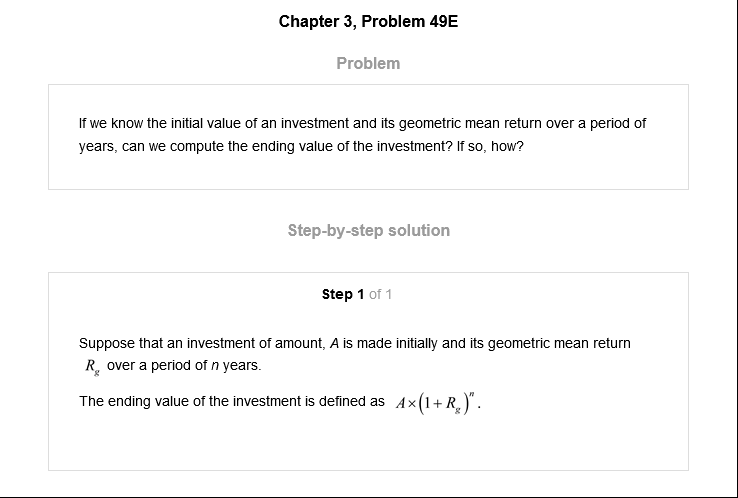 Chapter 3, Problem 49E
Problem
If we know the initial value of an investment and its geometric mean return over a period of
years, can we compute the ending value of the investment? If so, how?
Step-by-step solution
Step 1 of 1
Suppose that an investment of amount, A is made initially and its geometric mean return
R_g over a period of n years.
The ending value of the investment is defined as A×(1+R_g)^n.